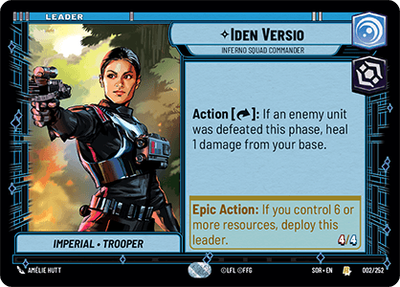 LEADER
IDEN VERSIO
INFERNO SQUAD COMMANDER
Action [⤵]: If an enemy unit
was defeated this phase, heal
1 damage from your base.
Epic Action: If you control 6 or
more resources, deploy this
leader.
4/4
IMPERIAL • TROOPER
AMÉLIE HUTT
©LFL ©FFG
SOR • EN
002/252